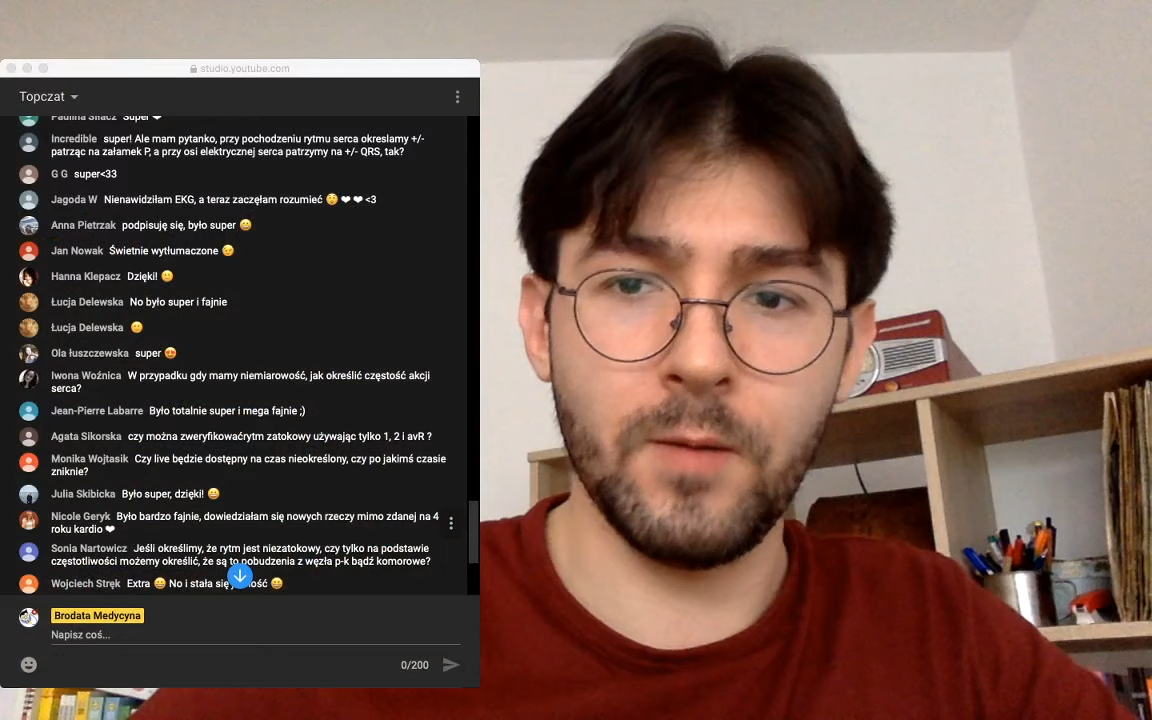 studio.youtube.com
Topczat
Paulina Siłacz Super ❤
Incredible super! Ale mam pytanko, przy pochodzeniu rytmu serca okreslamy +/-
patrząc na załamek P, a przy osi elektrycznej serca patrzymy na +/- QRS, tak?
G G super<33
Jagoda W Nienawidziłam EKG, a teraz zaczęłam rozumieć 🤔 ❤ ❤ <3
Anna Pietrzak podpisuję się, było super 😀
Jan Nowak Świetnie wytłumaczone 😉
Hanna Klepacz Dzięki! 🙂
Łucja Delewska No było super i fajnie
Łucja Delewska 🙂
Ola łuszczewska super 😍
Iwona Woźnica W przypadku gdy mamy niemiarowość, jak określić częstość akcji
serca?
Jean-Pierre Labarre Było totalnie super i mega fajnie ;)
Agata Sikorska czy można zweryfikowaćrytm zatokowy używając tylko 1, 2 i avR ?
Monika Wojtasik Czy live będzie dostępny na czas nieokreślony, czy po jakimś czasie
zniknie?
Julia Skibicka Było super, dzięki! 😀
Nicole Geryk Było bardzo fajnie, dowiedziałam się nowych rzeczy mimo zdanej na 4
roku kardio ❤
Sonia Nartowicz Jeśli określimy, że rytm jest niezatokowy, czy tylko na podstawie
częstotliwości możemy określić, że są to pobudzenia z węzła p-k bądź komorowe?
Wojciech Stręk Extra 😀 No i stała się 😀
Brodata Medycyna
Napisz coś...
0/200